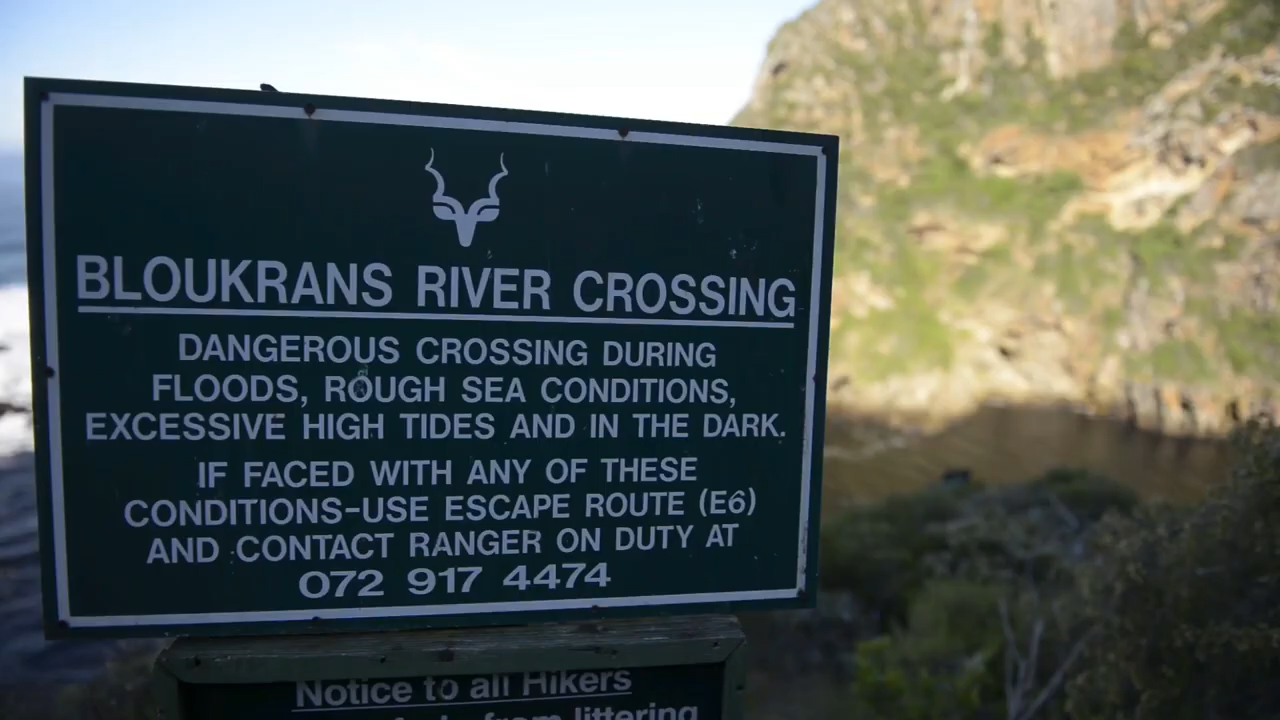 BLOUKRANS RIVER CROSSING
DANGEROUS CROSSING DURING
FLOODS, ROUGH SEA CONDITIONS,
EXCESSIVE HIGH TIDES AND IN THE DARK.
IF FACED WITH ANY OF THESE
CONDITIONS-USE ESCAPE ROUTE (E6)
AND CONTACT RANGER ON DUTY AT
072 917 4474
Notice to all Hikers
from littering